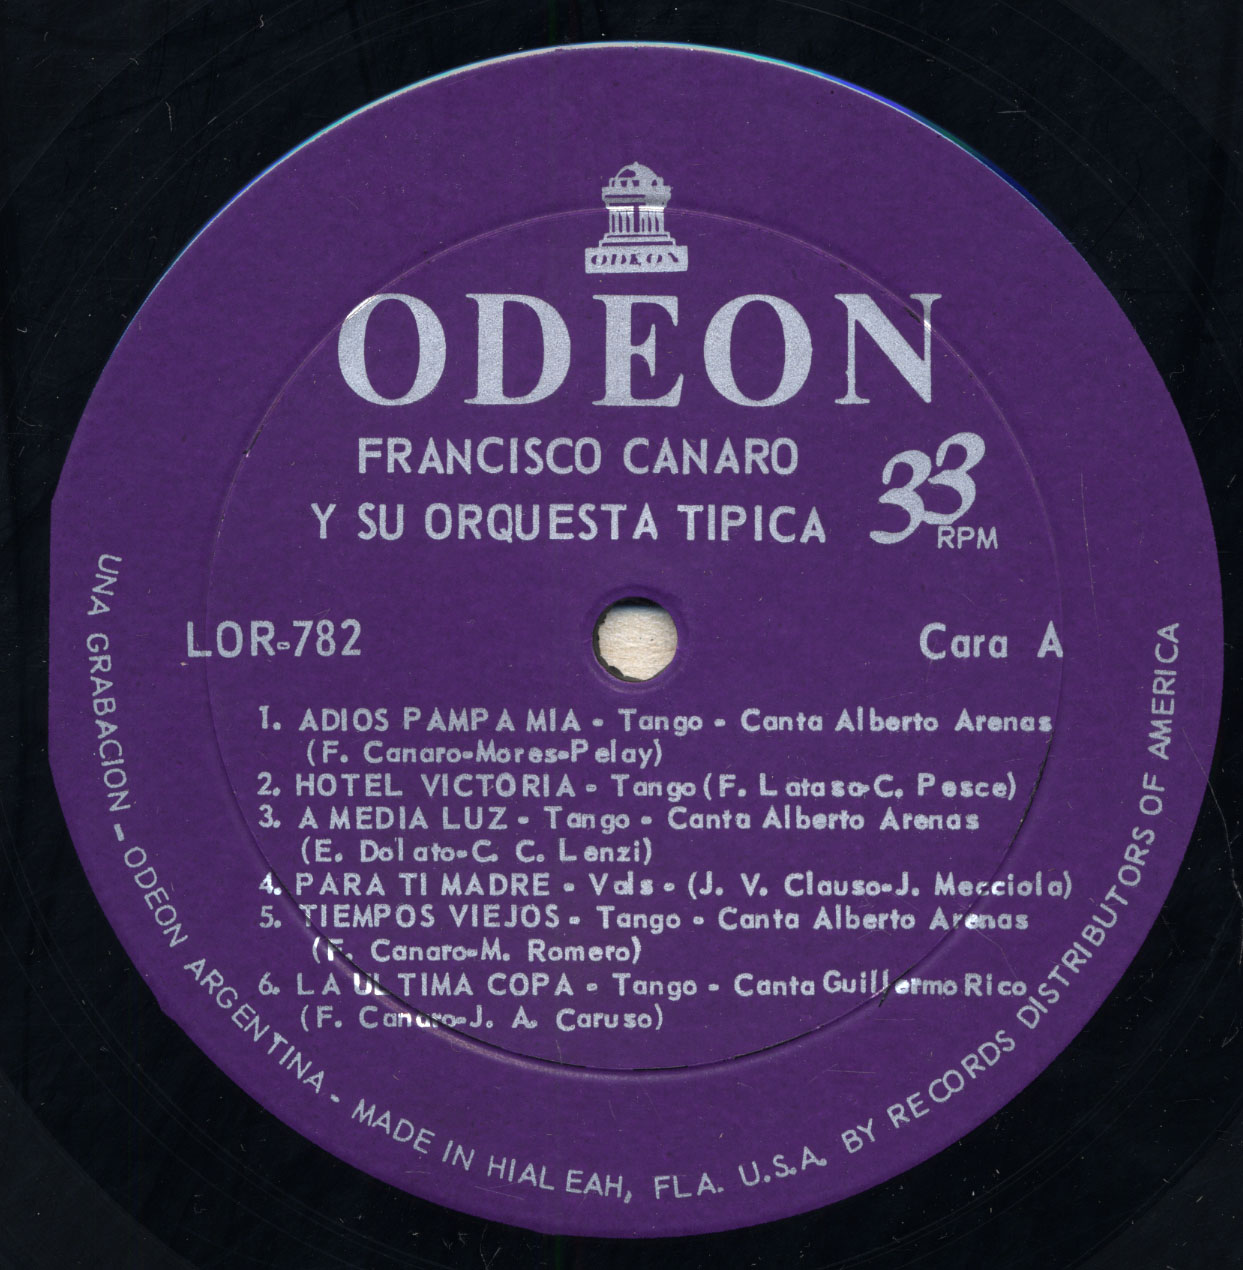 ODEON
ODEON
FRANCISCO CANARO
Y SU ORQUESTA TIPICA
33
RPM
LOR-782
Cara A
1. ADIOS PAMPA MIA - Tango - Canta Alberto Arenas
(F. Canaro-Mores-Pelay)
2. HOTEL VICTORIA - Tango (F. Lataso-C. Pesce)
3. A MEDIA LUZ - Tango - Canta Alberto Arenas
(E. Dolato-C. C. Lenzi)
4. PARA TI MADRE - Vals - (J. V. Clauso-J. Mecciola)
5. TIEMPOS VIEJOS - Tango - Canta Alberto Arenas
(F. Canaro-M. Romero)
6. LA ULTIMA COPA - Tango - Canta Guillermo Rico
(F. Canaro-J. A. Caruso)
UNA GRABACION - ODEON ARGENTINA - MADE IN HIALEAH, FLA. U.S.A. BY RECORDS DISTRIBUTORS OF AMERICA